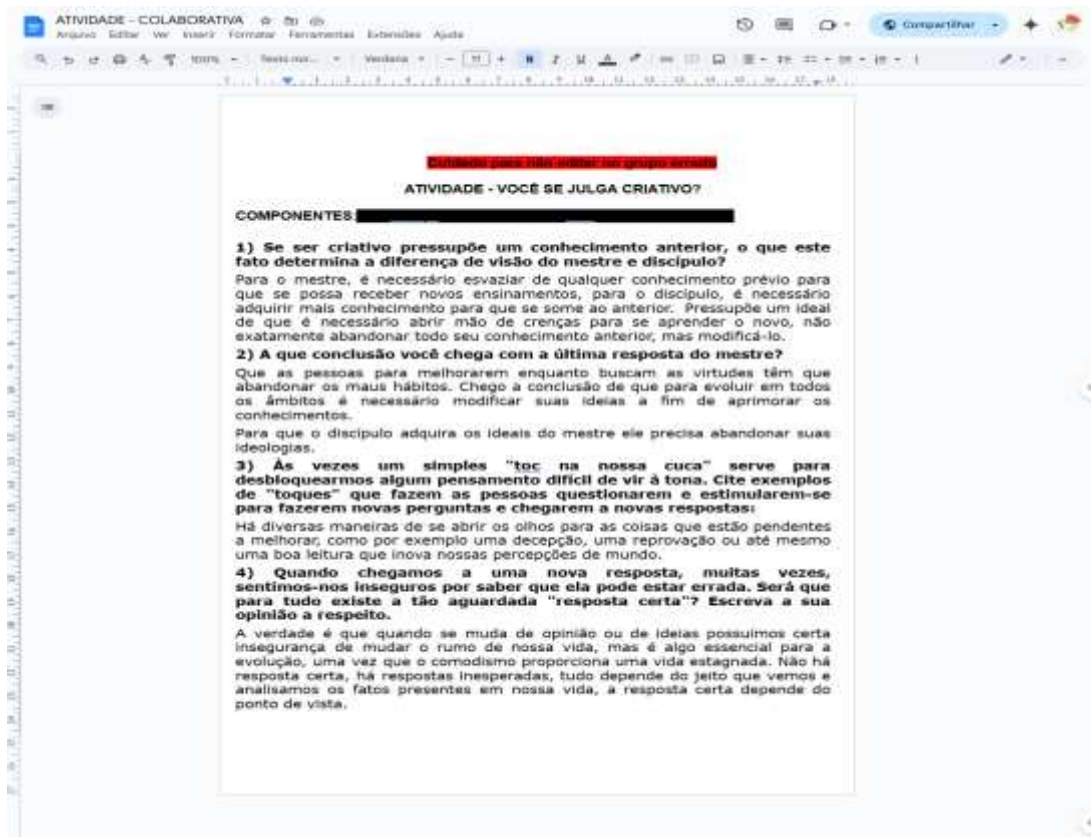 ATIVIDADE - COLABORATIVA
Arquivo Editar Ver Inserir Formatar Ferramentas Extensões Ajuda
Compartilhar
100% Texto nor... Verdana 11
Cuidado para não editar no grupo errado
ATIVIDADE - VOCÊ SE JULGA CRIATIVO?
COMPONENTES:
1) Se ser criativo pressupõe um conhecimento anterior, o que este
fato determina a diferença de visão do mestre e discípulo?
Para o mestre, é necessário esvaziar de qualquer conhecimento prévio para
que se possa receber novos ensinamentos, para o discípulo, é necessário
adquirir mais conhecimento para que se some ao anterior. Pressupõe um ideal
de que é necessário abrir mão de crenças para se aprender o novo, não
exatamente abandonar todo seu conhecimento anterior, mas modificá-lo.
2) A que conclusão você chega com a última resposta do mestre?
Que as pessoas para melhorarem enquanto buscam as virtudes têm que
abandonar os maus hábitos. Chego a conclusão de que para evoluir em todos
os âmbitos é necessário modificar suas ideias a fim de aprimorar os
conhecimentos.
Para que o discípulo adquira os ideais do mestre ele precisa abandonar suas
ideologias.
3) Às vezes um simples "toc na nossa cuca" serve para
desbloquearmos algum pensamento difícil de vir à tona. Cite exemplos
de "toques" que fazem as pessoas questionarem e estimularem-se
para fazerem novas perguntas e chegarem a novas respostas:
Há diversas maneiras de se abrir os olhos para as coisas que estão pendentes
a melhorar, como por exemplo uma decepção, uma reprovação ou até mesmo
uma boa leitura que inova nossas percepções de mundo.
4) Quando chegamos a uma nova resposta, muitas vezes,
sentimos-nos inseguros por saber que ela pode estar errada. Será que
para tudo existe a tão aguardada "resposta certa"? Escreva a sua
opinião a respeito.
A verdade é que quando se muda de opinião ou de ideias possuímos certa
insegurança de mudar o rumo de nossa vida, mas é algo essencial para a
evolução, uma vez que o comodismo proporciona uma vida estagnada. Não há
resposta certa, há respostas inesperadas, tudo depende do jeito que vemos e
analisamos os fatos presentes em nossa vida, a resposta certa depende do
ponto de vista.